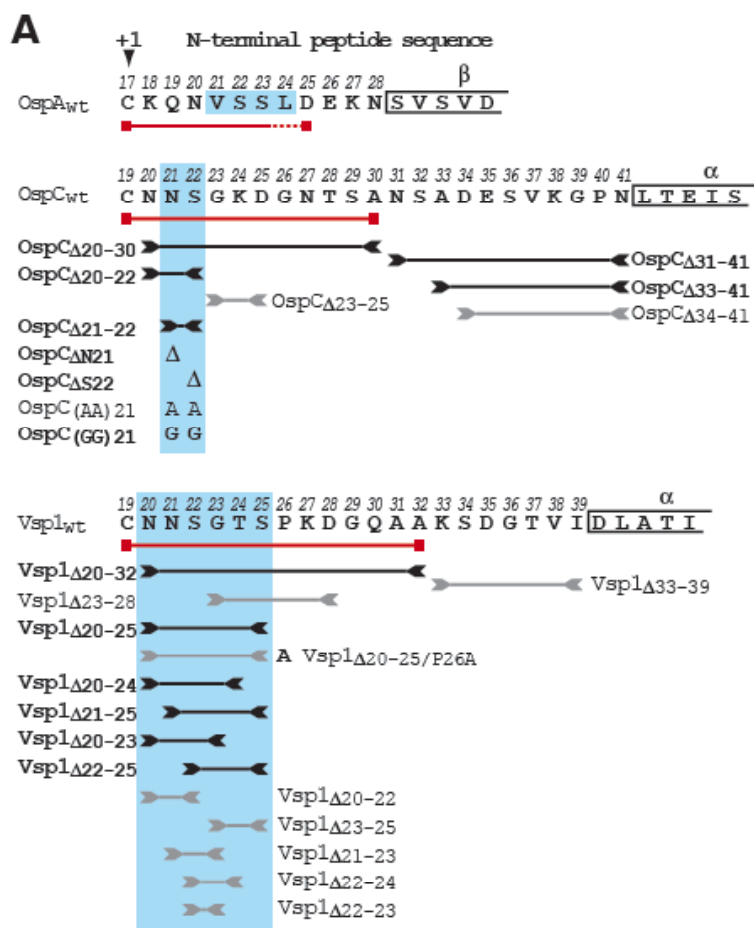 A
+1 N-terminal peptide sequence
17 18 19 20 21 22 23 24 25 26 27 28 β
OspAwt C K Q N V S S L D E K N S V S V D
19 20 21 22 23 24 25 26 27 28 29 30 31 32 33 34 35 36 37 38 39 40 41 α
OspCwt C N N S G K D G N T S A N S A D E S V K G P N L T E I S
OspCΔ20-30 OspCΔ31-41
OspCΔ20-22 OspCΔ33-41
OspCΔ23-25 OspCΔ34-41
OspCΔ21-22
OspCΔN21 Δ
OspCΔS22 Δ
OspC(AA)21 A A
OspC(GG)21 G G
19 20 21 22 23 24 25 26 27 28 29 30 31 32 33 34 35 36 37 38 39 α
Vsp1wt C N N S G T S P K D G Q A A K S D G T V I D L A T I
Vsp1Δ20-32 Vsp1Δ33-39
Vsp1Δ23-28
Vsp1Δ20-25
A Vsp1Δ20-25/P26A
Vsp1Δ20-24
Vsp1Δ21-25
Vsp1Δ20-23
Vsp1Δ22-25
Vsp1Δ20-22
Vsp1Δ23-25
Vsp1Δ21-23
Vsp1Δ22-24
Vsp1Δ22-23